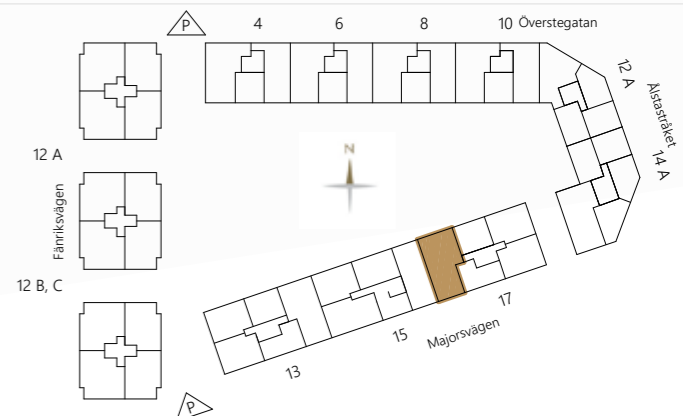 P
4
6
8
10 Överstegatan
12 A
Ålstastråket
14 A
12 A
Fänriksvägen
12 B, C
N
17
15
Majorsvägen
13
P